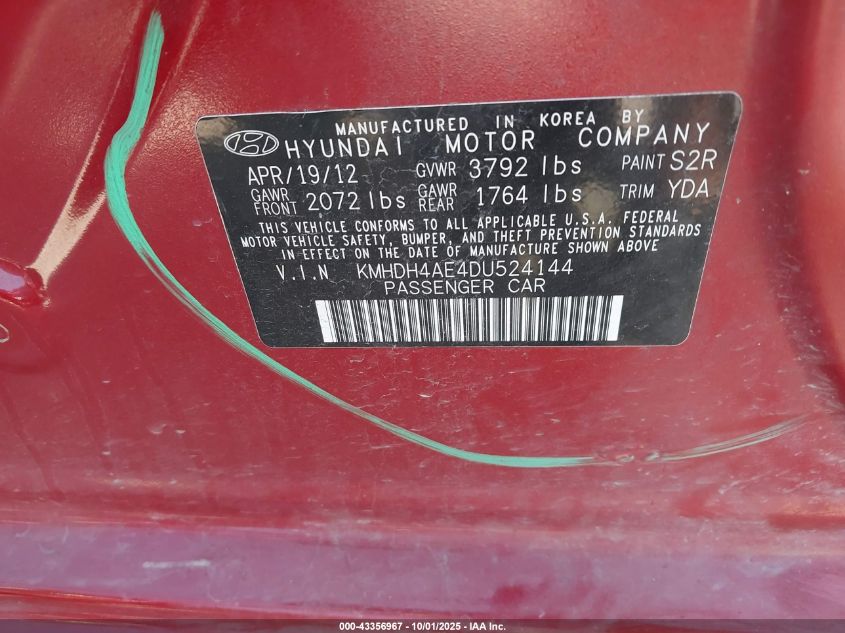 MANUFACTURED IN KOREA BY
HYUNDAI MOTOR COMPANY
APR/19/12 GVWR 3792 lbs PAINT S2R
GAWR FRONT 2072 lbs GAWR REAR 1764 lbs TRIM YDA
THIS VEHICLE CONFORMS TO ALL APPLICABLE U.S.A. FEDERAL
MOTOR VEHICLE SAFETY, BUMPER, AND THEFT PREVENTION STANDARDS
IN EFFECT ON THE DATE OF MANUFACTURE SHOWN ABOVE
V.I.N KMHDH4AE4DU524144
PASSENGER CAR
000-43356967 - 10/01/2025 - IAA Inc.